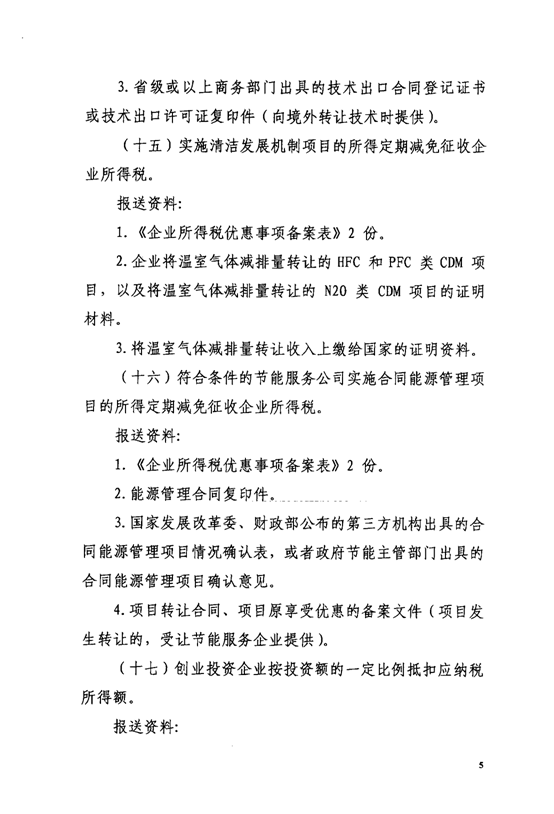 3.省级或以上商务部门出具的技术出口合同登记证书
或技术出口许可证复印件（向境外转让技术时提供）。
（十五）实施清洁发展机制项目的所得定期减免征收企
业所得税。
报送资料：
1.《企业所得税优惠事项备案表》2 份。
2.企业将温室气体减排量转让的 HFC 和 PFC 类 CDM 项
目，以及将温室气体减排量转让的 N2O 类 CDM 项目的证明
材料。
3.将温室气体减排量转让收入上缴给国家的证明资料。
（十六）符合条件的节能服务公司实施合同能源管理项
目的所得定期减免征收企业所得税。
报送资料：
1.《企业所得税优惠事项备案表》2 份。
2.能源管理合同复印件。
3.国家发展改革委、财政部公布的第三方机构出具的合
同能源管理项目情况确认表，或者政府节能主管部门出具的
合同能源管理项目确认意见。
4.项目转让合同、项目原享受优惠的备案文件（项目发
生转让的，受让节能服务企业提供）。
（十七）创业投资企业按投资额的一定比例抵扣应纳税
所得额。
报送资料：
5